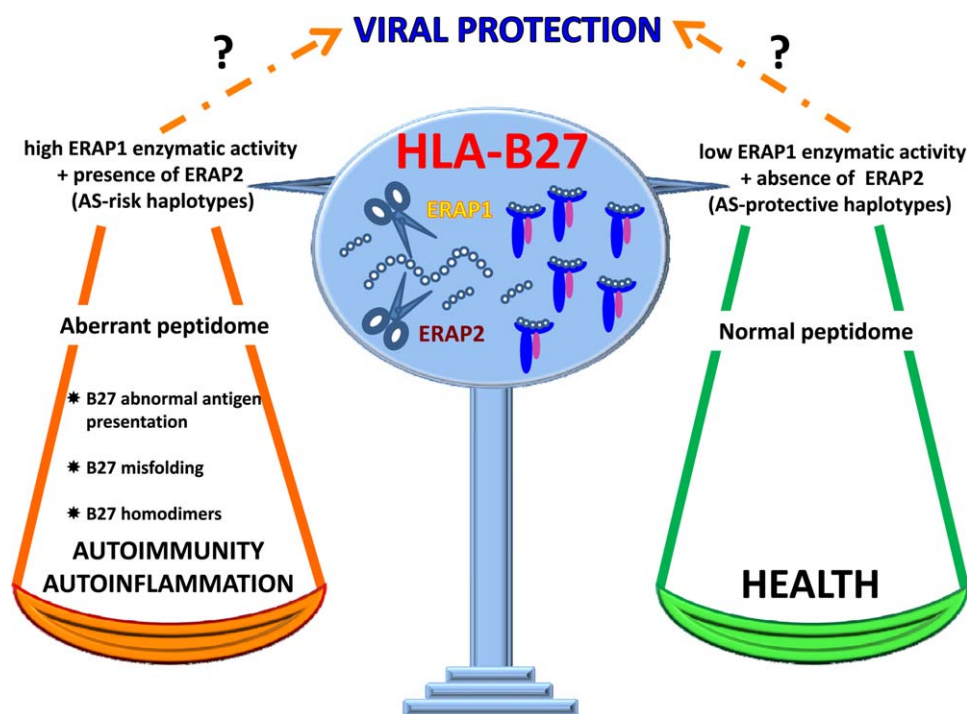 VIRAL PROTECTION
?
?
high ERAP1 enzymatic activity
+ presence of ERAP2
(AS-risk haplotypes)
HLA-B27
ERAP1
ERAP2
low ERAP1 enzymatic activity
+ absence of ERAP2
(AS-protective haplotypes)
Aberrant peptidome
✷ B27 abnormal antigen
presentation
✷ B27 misfolding
✷ B27 homodimers
AUTOIMMUNITY
AUTOINFLAMMATION
Normal peptidome
HEALTH